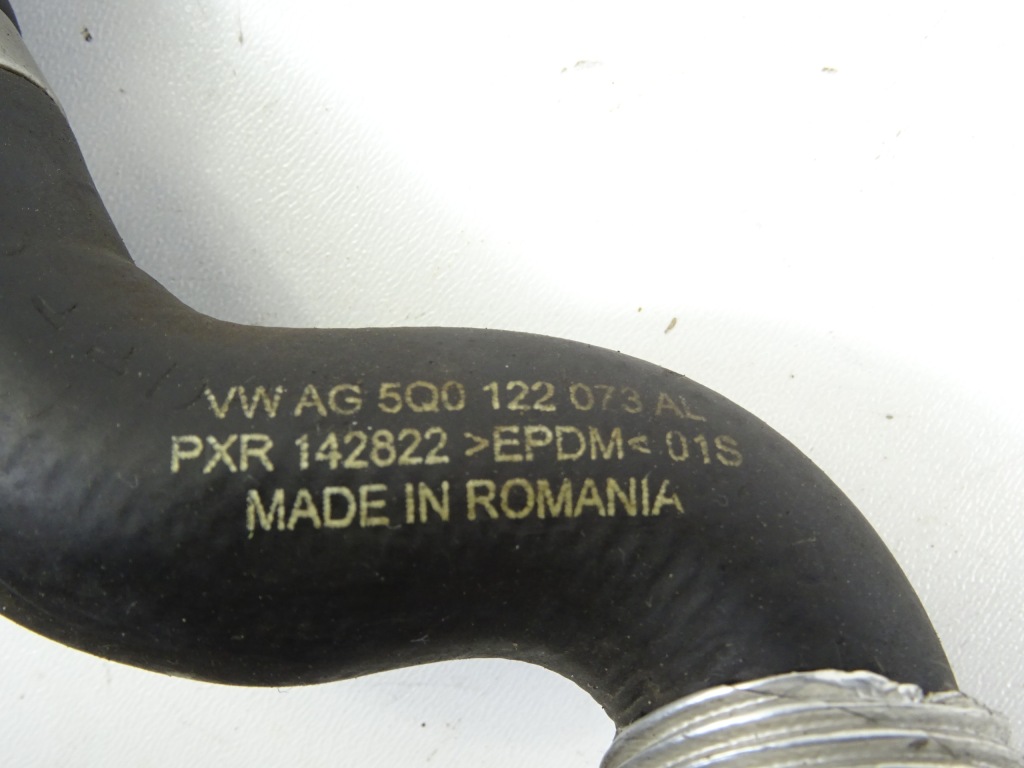 VW AG 5Q0 122 073 AL
PXR 142822 >EPDM< 01S
MADE IN ROMANIA